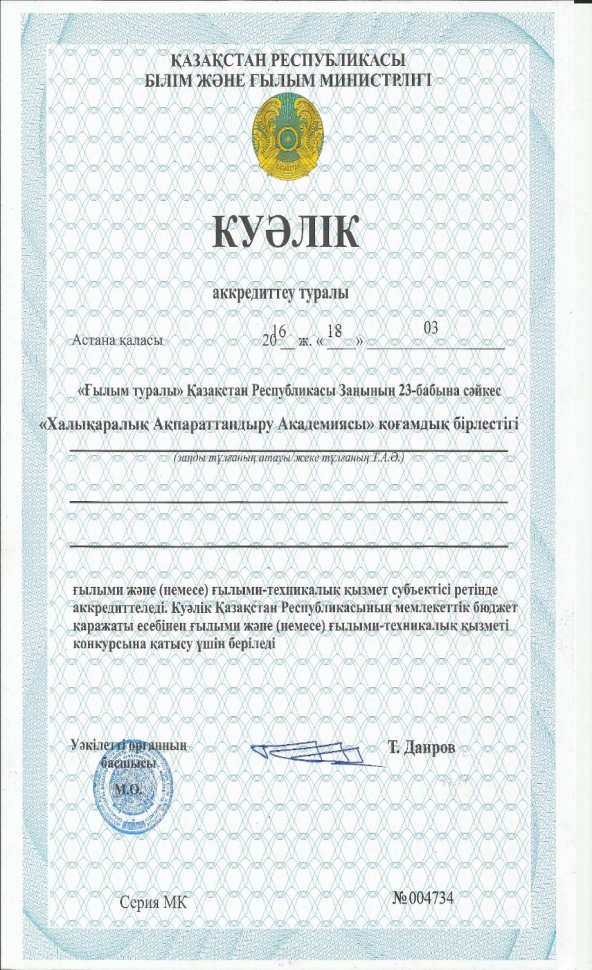 ҚАЗАҚСТАН РЕСПУБЛИКАСЫ
БІЛІМ ЖӘНЕ ҒЫЛЫМ МИНИСТРЛІГІ
КУӘЛІК
аккредиттеу туралы
Астана қаласы 2016 ж. « 18 » 03
«Ғылым туралы» Қазақстан Республикасы Заңының 23-бабына сәйкес
«Халықаралық Ақпараттандыру Академиясы» қоғамдық бірлестігі
(заңды тұлғаның атауы/жеке тұлғаның Т.А.Ә.)
ғылыми және (немесе) ғылыми-техникалық қызмет субъектісі ретінде
аккредиттеледі. Куәлік Қазақстан Республикасының мемлекеттік бюджет
қаражаты есебінен ғылыми және (немесе) ғылыми-техникалық қызметі
конкурсына қатысу үшін беріледі
Уәкілетті органның
басшысы
Т. Даиров
М.О.
Серия МК №004734